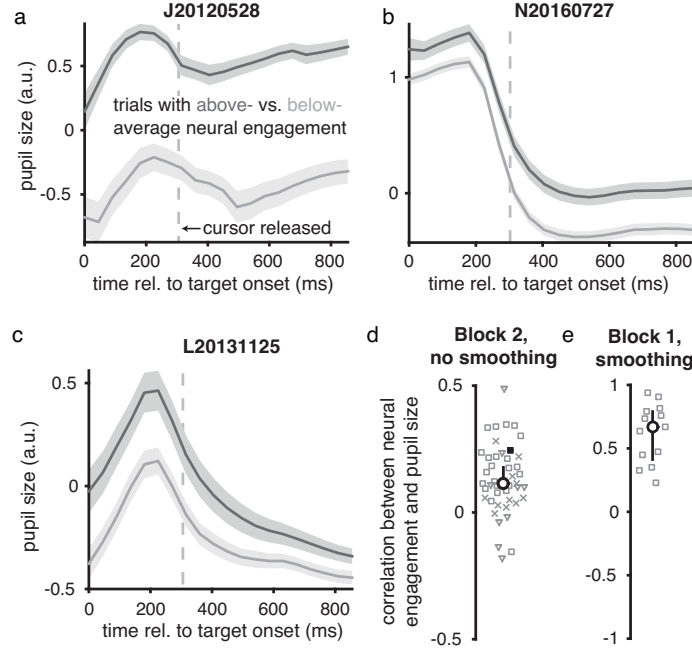 a
J20120528
pupil size (a.u.)
0.5
0
-0.5
trials with above- vs. below-
average neural engagement
←cursor released
0 200 400 600 800
time rel. to target onset (ms)
b
N20160727
1
0
0 200 400 600 800
time rel. to target onset (ms)
c
L20131125
pupil size (a.u.)
0.5
0
-0.5
0 200 400 600 800
time rel. to target onset (ms)
d
Block 2,
no smoothing
correlation between neural
engagement and pupil size
0.5
0
-0.5
e
Block 1,
smoothing
1
0.5
0
-0.5
-1